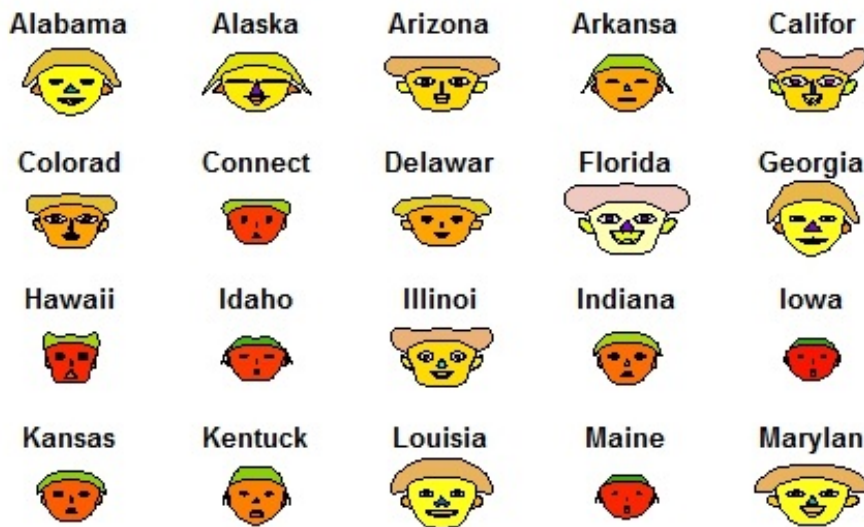 Alabama Alaska Arizona Arkansa Califor
Colorad Connect Delawar Florida Georgia
Hawaii Idaho Illinoi Indiana Iowa
Kansas Kentuck Louisia Maine Marylan